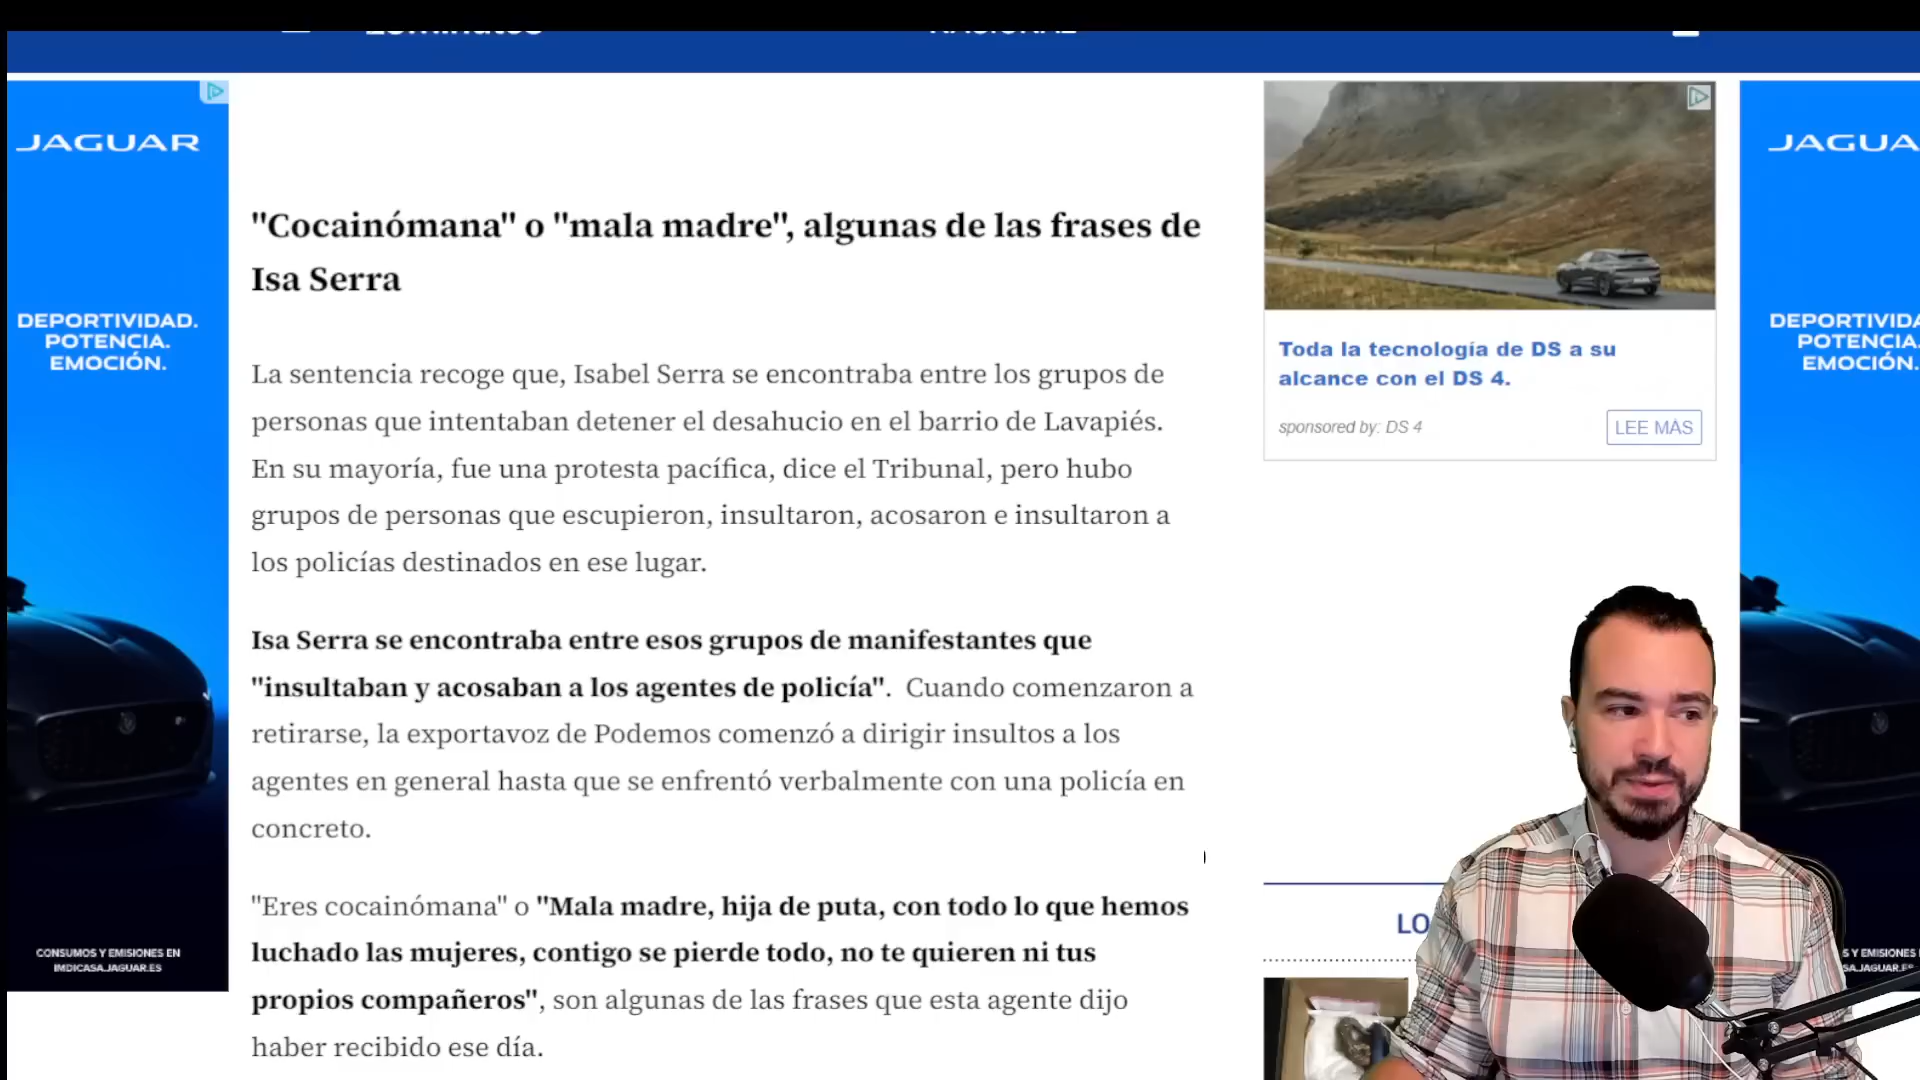 20minutos
NACIONAL
JAGUAR
DEPORTIVIDAD.
POTENCIA.
EMOCIÓN.
CONSUMOS Y EMISIONES EN
IMDICASA.JAGUAR.ES
"Cocainómana" o "mala madre", algunas de las frases de
Isa Serra
La sentencia recoge que, Isabel Serra se encontraba entre los grupos de
personas que intentaban detener el desahucio en el barrio de Lavapiés.
En su mayoría, fue una protesta pacífica, dice el Tribunal, pero hubo
grupos de personas que escupieron, insultaron, acosaron e insultaron a
los policías destinados en ese lugar.
Isa Serra se encontraba entre esos grupos de manifestantes que
"insultaban y acosaban a los agentes de policía". Cuando comenzaron a
retirarse, la exportavoz de Podemos comenzó a dirigir insultos a los
agentes en general hasta que se enfrentó verbalmente con una policía en
concreto.
"Eres cocainómana" o "Mala madre, hija de puta, con todo lo que hemos
luchado las mujeres, contigo se pierde todo, no te quieren ni tus
propios compañeros", son algunas de las frases que esta agente dijo
haber recibido ese día.
Toda la tecnología de DS a su
alcance con el DS 4.
sponsored by: DS 4
LEE MÁS
LO
JAGUA
DEPORTIVIDA
POTENCIA.
EMOCIÓN.
S Y EMISIONES
SA.JAGUAR.ES